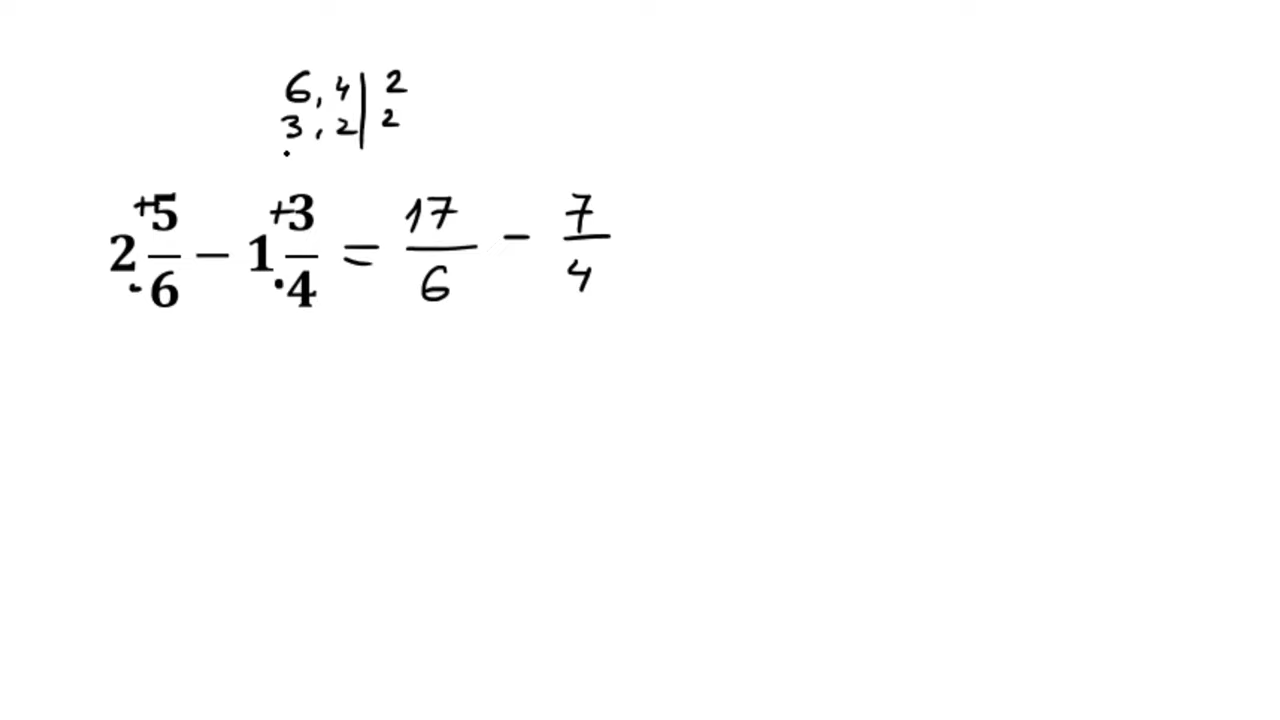 6, 4 | 2
3, 2 | 2
.
2 + 5/6 − 1 + 3/4 = 17/6 - 7/4